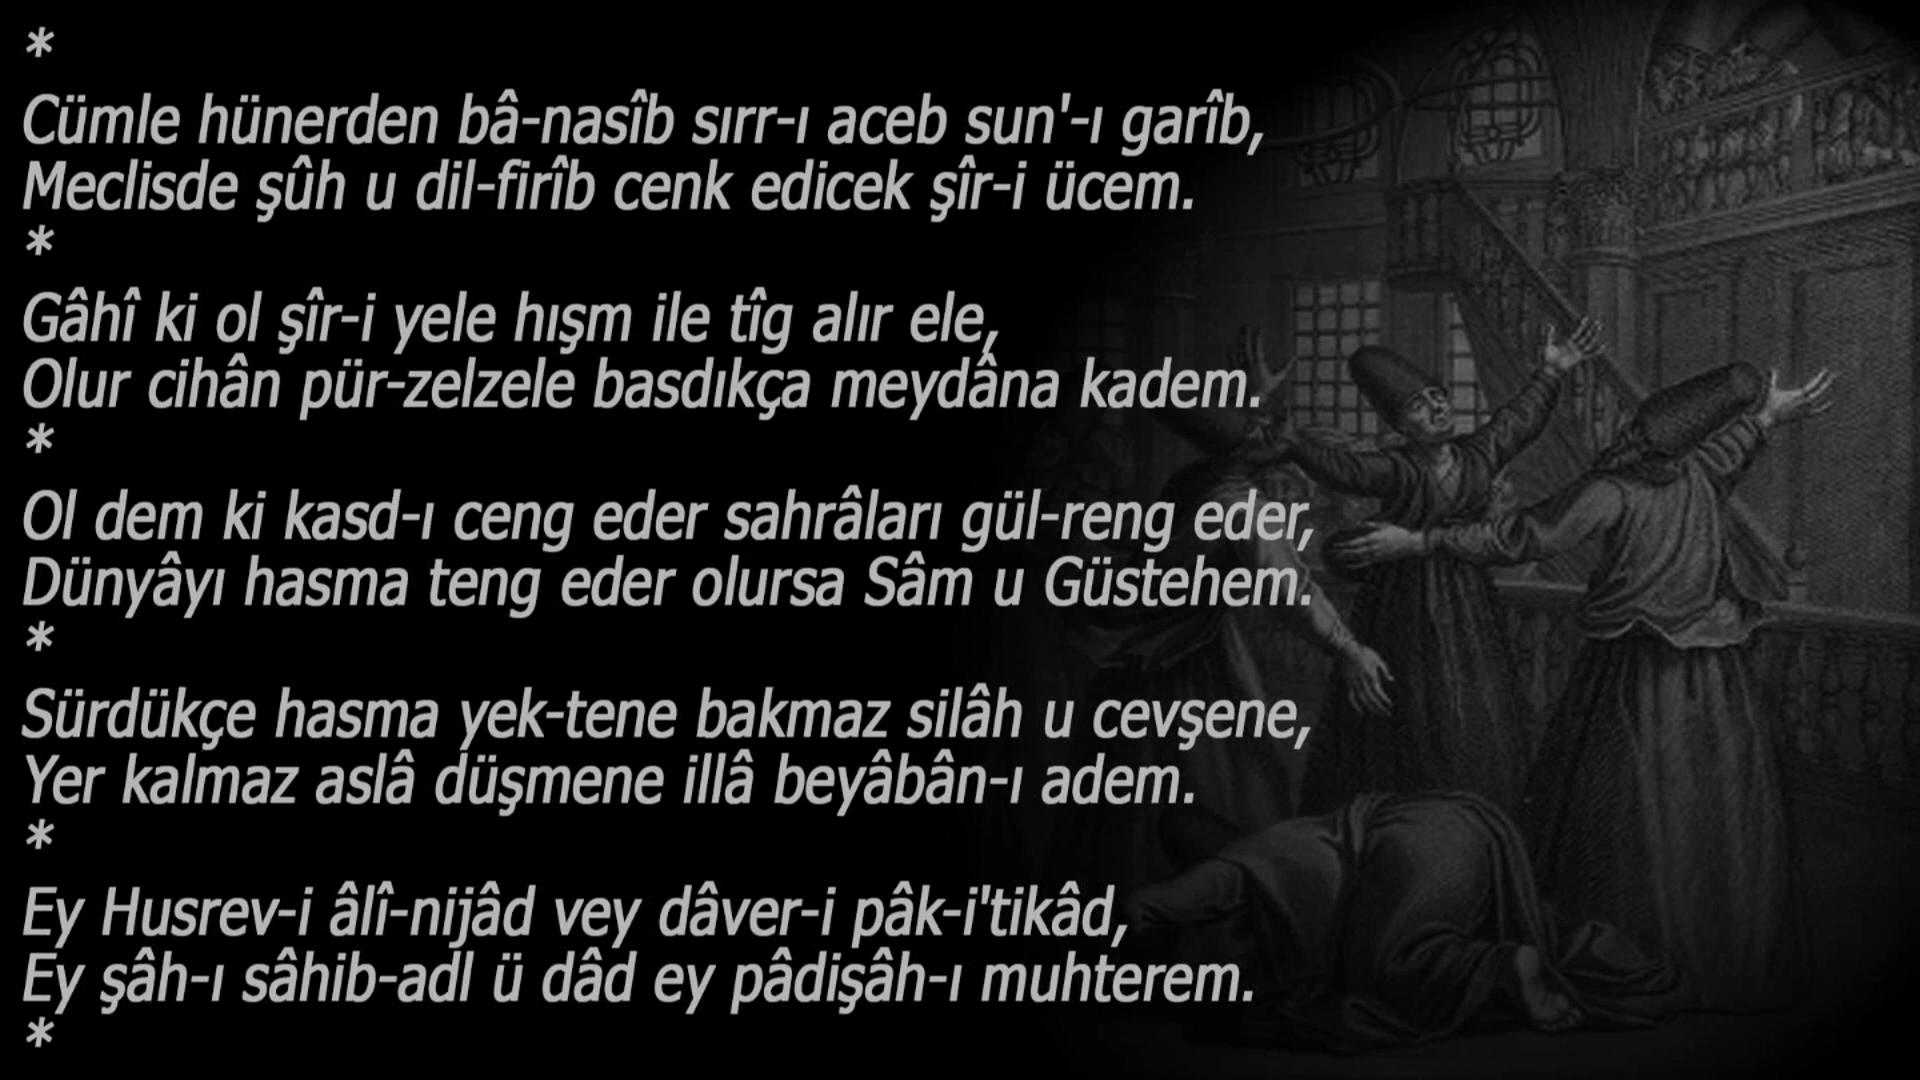 *
Cümle hünerden bâ-nasîb sırr-ı aceb sun'-ı garîb,
Meclisde şûh u dil-firîb cenk edicek şîr-i ücem.
*
Gâhî ki ol şîr-i yele hışm ile tîg alır ele,
Olur cihân pür-zelzele basdıkça meydâna kadem.
*
Ol dem ki kasd-ı ceng eder sahrâları gül-reng eder,
Dünyâyı hasma teng eder olursa Sâm u Güstehem.
*
Sürdükçe hasma yek-tene bakmaz silâh u cevşene,
Yer kalmaz aslâ düşmene illâ beyâbân-ı adem.
*
Ey Husrev-i âlî-nijâd vey dâver-i pâk-i'tikâd,
Ey şâh-ı sâhib-adl ü dâd ey pâdişâh-ı muhterem.
*